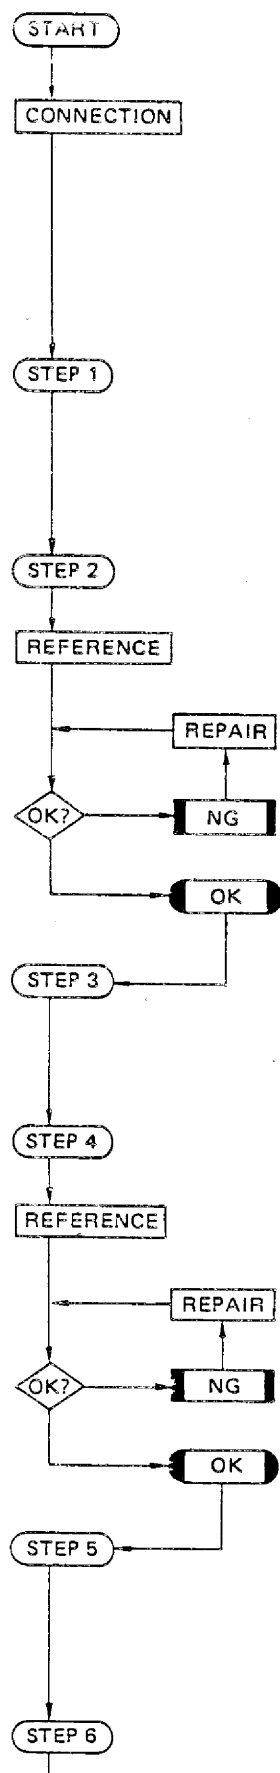 START
CONNECTION
STEP 1
STEP 2
REFERENCE
REPAIR
OK?
NG
OK
STEP 3
STEP 4
REFERENCE
REPAIR
OK?
NG
OK
STEP 5
STEP 6